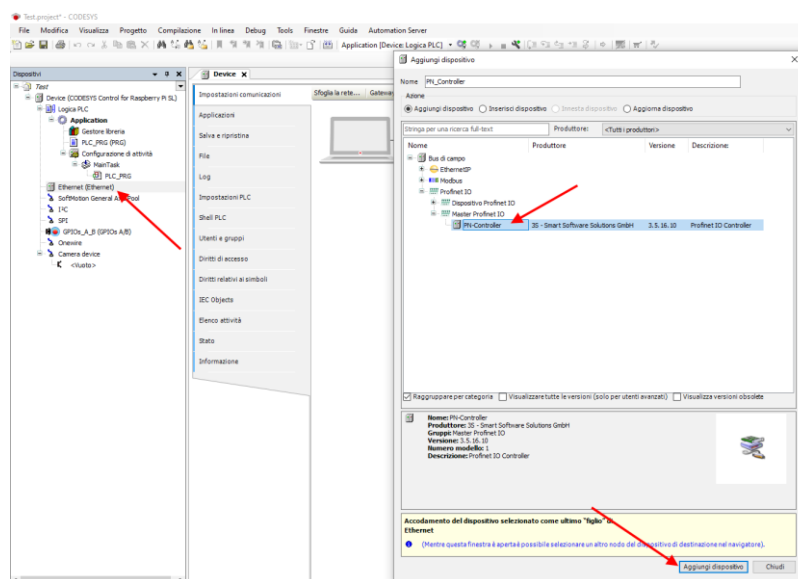 Test.project* - CODESYS
File Modifica Visualizza Progetto Compilazione In linea Debug Tools Finestre Guida Automation Server
Application [Device: Logica PLC]
Dispositivi
Test
Device (CODESYS Control for Raspberry Pi SL)
Logica PLC
Application
Gestore libreria
PLC_PRG (PRG)
Configurazione di attività
MainTask
PLC_PRG
Ethernet (Ethernet)
SoftMotion General Axis Pool
I²C
SPI
GPIOs_A_B (GPIOs A/B)
Onewire
Camera device
<Vuoto>
Device
Impostazioni comunicazioni
Applicazioni
Salva e ripristina
File
Log
Impostazioni PLC
Shell PLC
Utenti e gruppi
Diritti di accesso
Diritti relativi ai simboli
IEC Objects
Elenco attività
Stato
Informazione
Sfoglia la rete...
Aggiungi dispositivo
Nome PN_Controller
Azione
Aggiungi dispositivo Inserisci dispositivo Innesta dispositivo Aggiorna dispositivo
Stringa per una ricerca full-text Produttore: <Tutti i produttori>
Nome Produttore Versione Descrizione
Bus di campo
EthernetIP
Modbus
Profinet IO
Dispositivo Profinet IO
Master Profinet IO
PN-Controller 3S - Smart Software Solutions GmbH 3.5.16.10 Profinet IO Controller
Raggruppare per categoria Visualizzare tutte le versioni (solo per utenti avanzati) Visualizza versioni obsolete
Nome: PN-Controller
Produttore: 3S - Smart Software Solutions GmbH
Gruppi: Master Profinet IO
Versione: 3.5.16.10
Numero modello: 1
Descrizione: Profinet IO Controller
Accodamento del dispositivo selezionato come ultimo "figlio" di
Ethernet
(Mentre questa finestra è aperta è possibile selezionare un altro nodo del dispositivo di destinazione nel navigatore).
Aggiungi dispositivo Chiudi